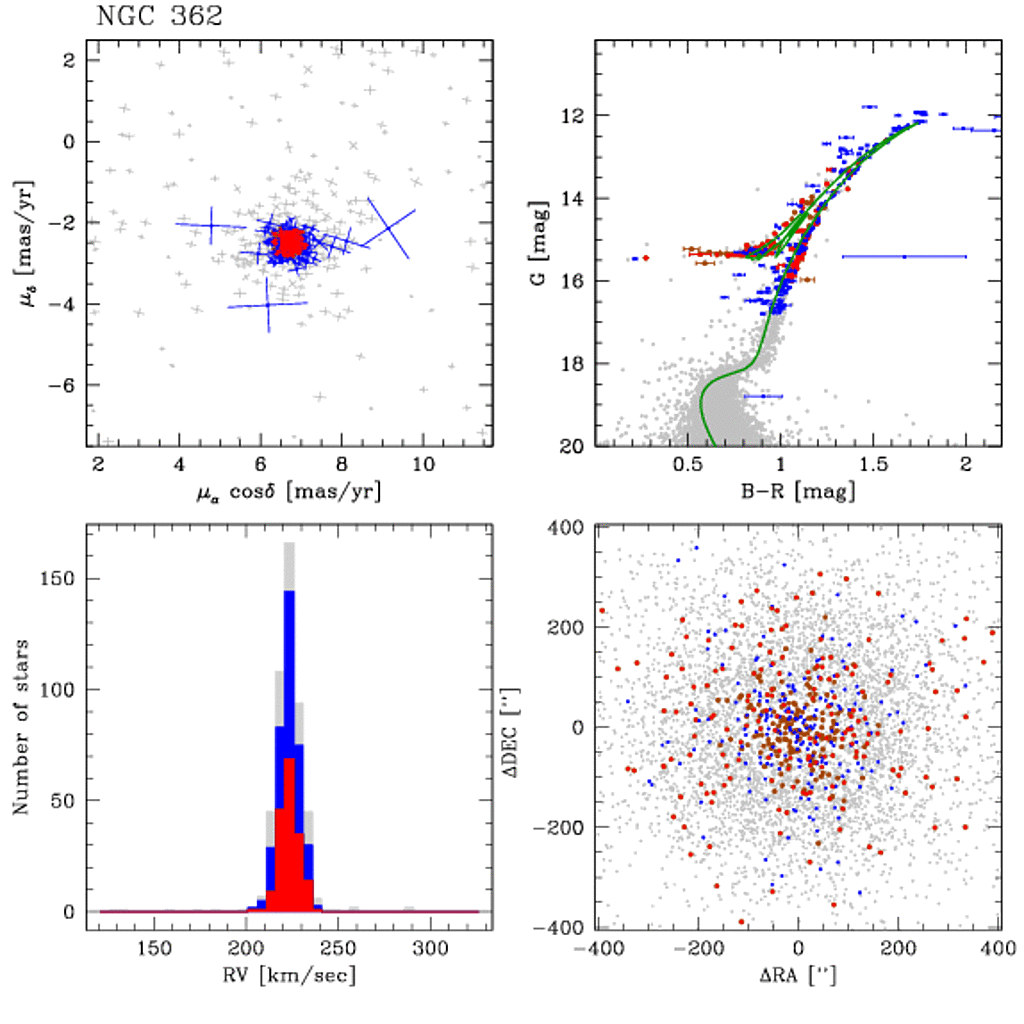 NGC 362
2
0
−2
−4
−6
μδ [mas/yr]
2 4 6 8 10
μα cosδ [mas/yr]
12
14
16
18
20
G [mag]
0.5 1 1.5 2
B−R [mag]
150
100
50
0
Number of stars
150 200 250 300
RV [km/sec]
400
200
0
−200
−400
ΔDEC [″]
−400 −200 0 200 400
ΔRA [″]